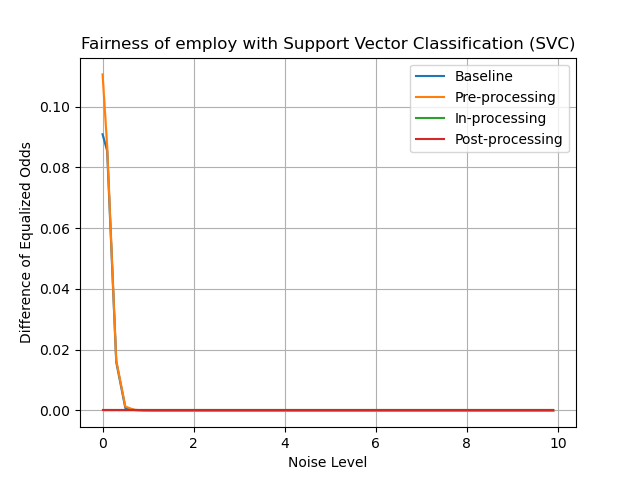 Fairness of employ with Support Vector Classification (SVC)
Baseline
Pre-processing
In-processing
Post-processing
Difference of Equalized Odds
0.10
0.08
0.06
0.04
0.02
0.00
0 2 4 6 8 10
Noise Level